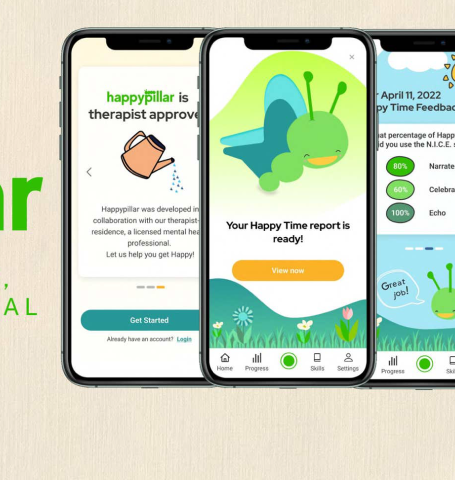 ar
,
AL
happypillar is
therapist approve
Happypillar was developed in
collaboration with our therapist-
residence, a licensed mental hea
professional.
Let us help you get Happy!
Get Started
Already have an account? Login
Your Happy Time report is
ready!
View now
Home Progress Skills Settings
April 11, 2022
py Time Feedbac
at percentage of Happ
d you use the N.I.C.E. s
80% Narrate
60% Celebra
100% Echo
Great
job!
Progress Skil